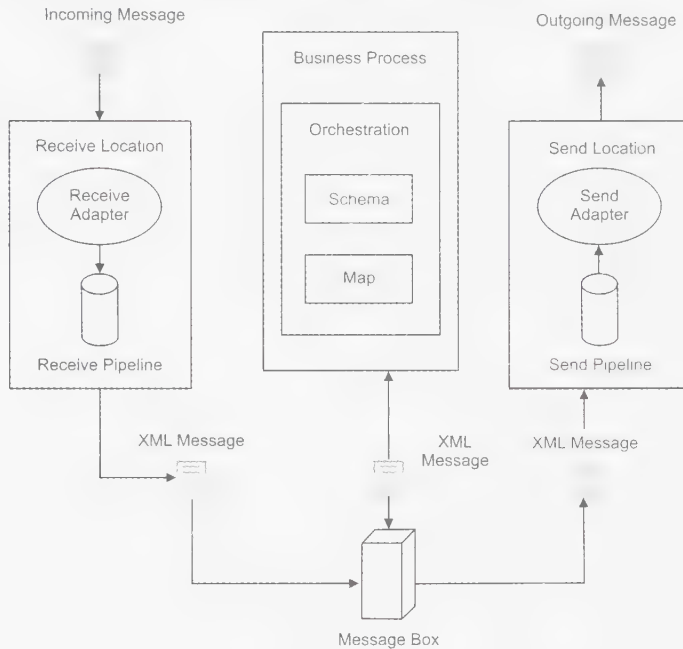 Incoming Message
Receive Location
Receive
Adapter
Receive Pipeline
Business Process
Orchestration
Schema
Map
Outgoing Message
Send Location
Send
Adapter
Send Pipeline
XML Message
XML
Message
XML Message
Message Box